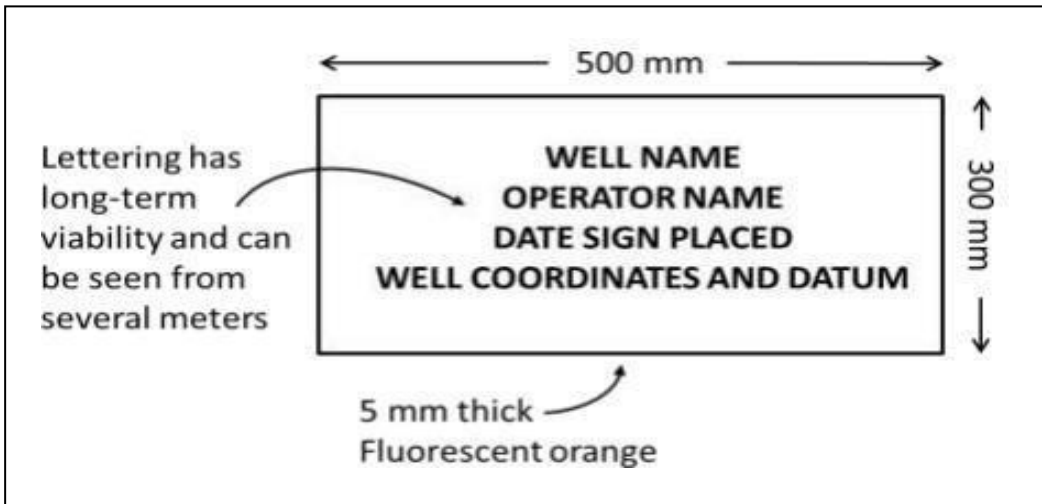 500 mm
WELL NAME
OPERATOR NAME
DATE SIGN PLACED
WELL COORDINATES AND DATUM
300 mm
Lettering has
long-term
viability and can
be seen from
several meters
5 mm thick
Fluorescent orange